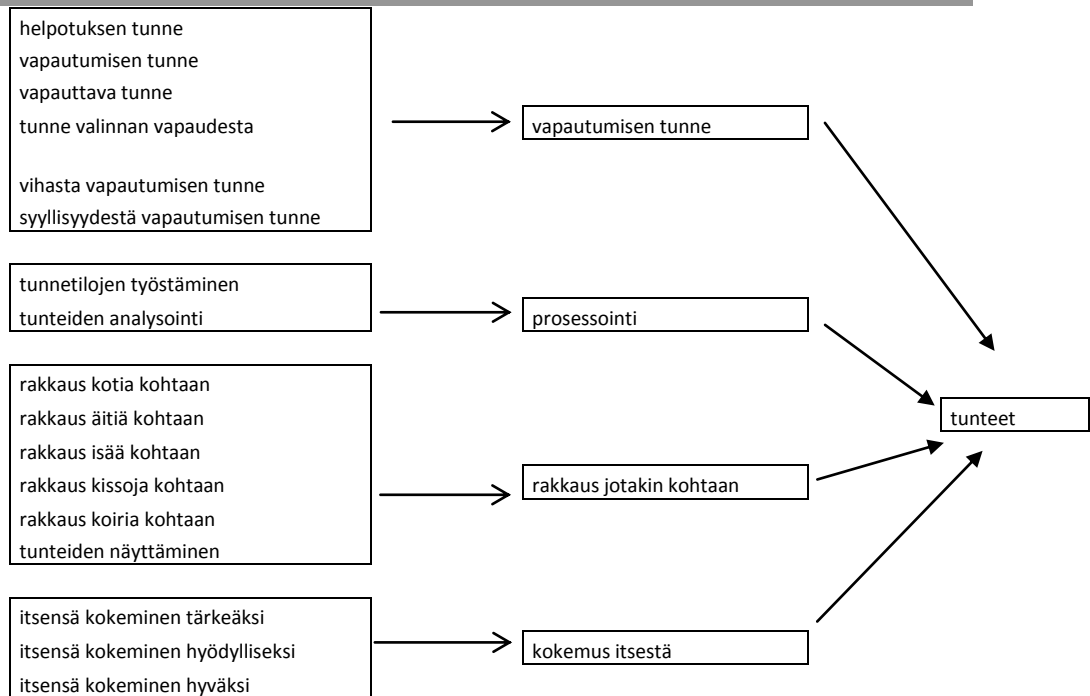 helpotuksen tunne
vapautumisen tunne
vapauttava tunne
tunne valinnan vapaudesta
vihasta vapautumisen tunne
syyllisyydestä vapautumisen tunne
vapautumisen tunne
tunnetilojen työstäminen
tunteiden analysointi
prosessointi
rakkaus kotia kohtaan
rakkaus äitiä kohtaan
rakkaus isää kohtaan
rakkaus kissoja kohtaan
rakkaus koiria kohtaan
tunteiden näyttäminen
rakkaus jotakin kohtaan
itsensä kokeminen tärkeäksi
itsensä kokeminen hyödylliseksi
itsensä kokeminen hyväksi
kokemus itsestä
tunteet